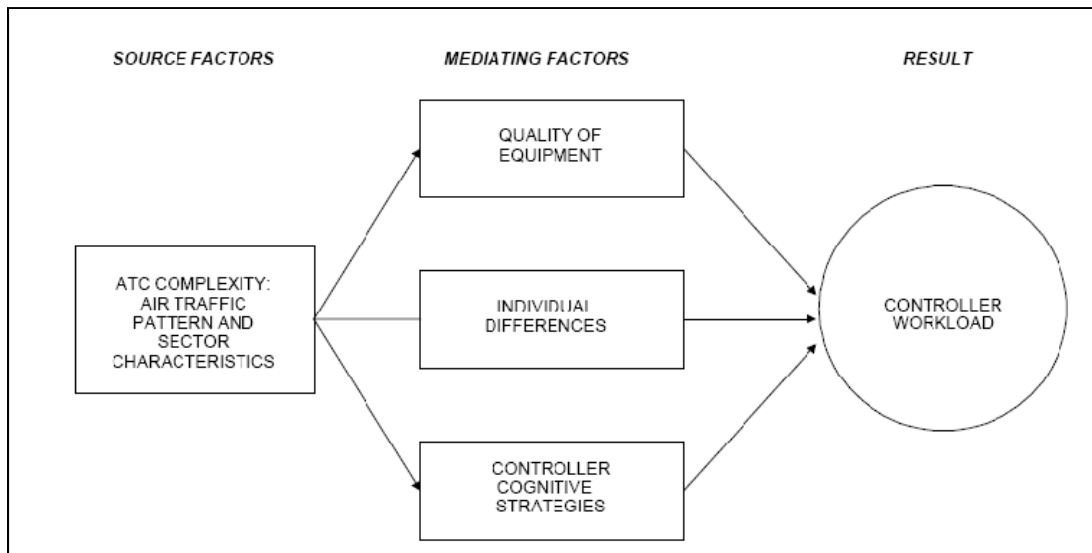 SOURCE FACTORS
MEDIATING FACTORS
RESULT
QUALITY OF
EQUIPMENT
ATC COMPLEXITY:
AIR TRAFFIC
PATTERN AND
SECTOR
CHARACTERISTICS
INDIVIDUAL
DIFFERENCES
CONTROLLER
WORKLOAD
CONTROLLER
COGNITIVE
STRATEGIES